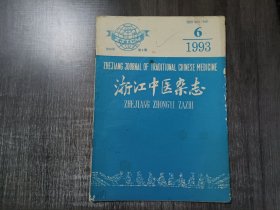 6
1993
ZHEJIANG JOURNAL OF TRADITIONAL CHINESE MEDICINE
浙江中医杂志
ZHEJIANG ZHONGYI ZAZHI